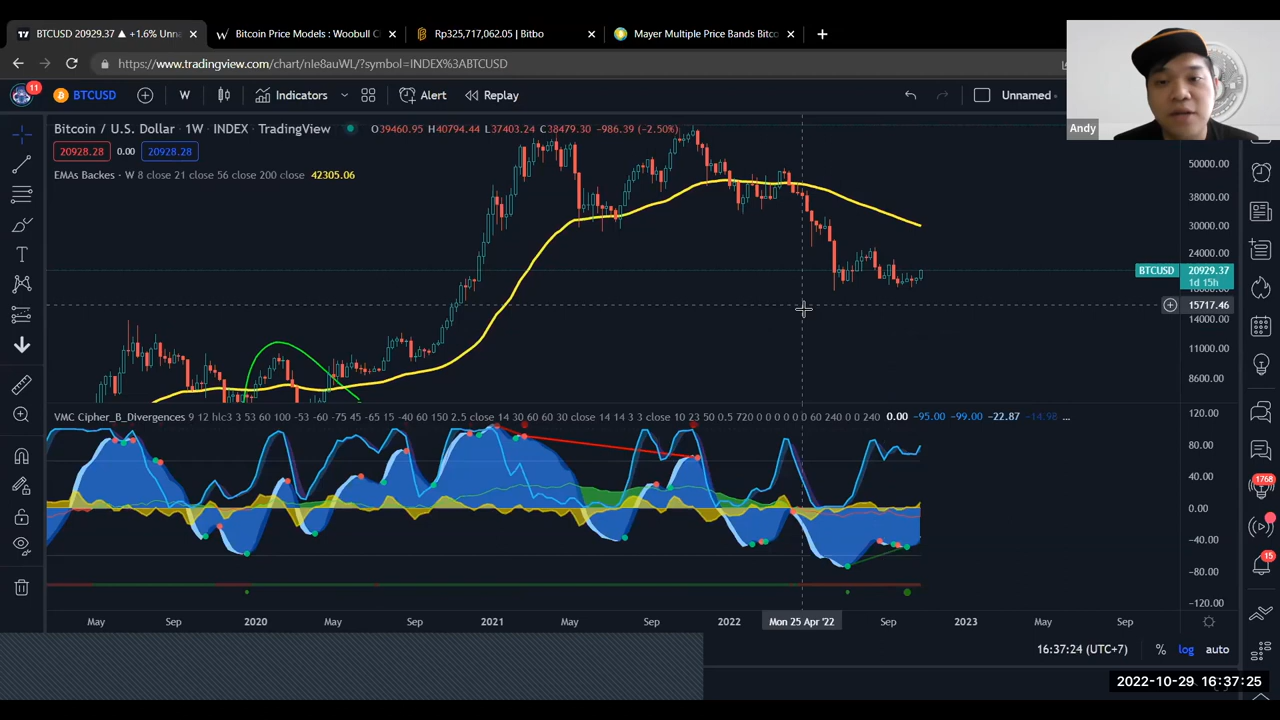 BTCUSD 20929.37 ▲ +1.6% Unn
Bitcoin Price Models : Woobull C
Rp325,717,062.05 | Bitbo
Mayer Multiple Price Bands Bitco
https://www.tradingview.com/chart/nle8auWL/?symbol=INDEX%3ABTCUSD
11
BTCUSD
W
Indicators
Alert
Replay
Unnamed
Andy
Bitcoin / U.S. Dollar · 1W · INDEX · TradingView
O39460.95 H40794.44 L37403.24 C38479.30 -986.39 (-2.50%)
20928.28 0.00 20928.28
EMAs Backes - W 8 close 21 close 56 close 200 close 42305.06
50000.00
38000.00
30000.00
24000.00
BTCUSD 20929.37
1d 15h
15717.46
14000.00
11000.00
8600.00
VMC Cipher_B_Divergences 9 12 hlc3 3 53 60 100 -53 -60 -75 45 -65 15 -40 60 150 2.5 close 14 30 60 60 30 close 14 14 3 3 close 10 23 50 0.5 720 0 0 0 0 0 0 60 240 0 0 240 0.00 -95.00 -99.00 -22.87 -14.98 ...
120.00
80.00
40.00
0.00
-40.00
-80.00
-120.00
1768
15
May Sep 2020 May Sep 2021 May Sep 2022 Mon 25 Apr '22 Sep 2023 May Sep
16:37:24 (UTC+7) % log auto
2022-10-29 16:37:25